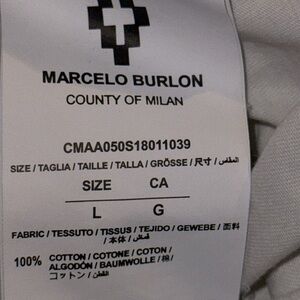 MARCELO BURLON
COUNTY OF MILAN
CMAA050S18011039
SIZE / TAGLIA / TAILLE / TALLA / GRÖSSE / 尺寸 / المقاس
SIZE CA
L G
FABRIC / TESSUTO / TISSUS / TEJIDO / GEWEBE / 面料
/ 本体 / قماش
100% COTTON / COTONE / COTON /
ALGODÓN / BAUMWOLLE / 棉/
コットン / القطن